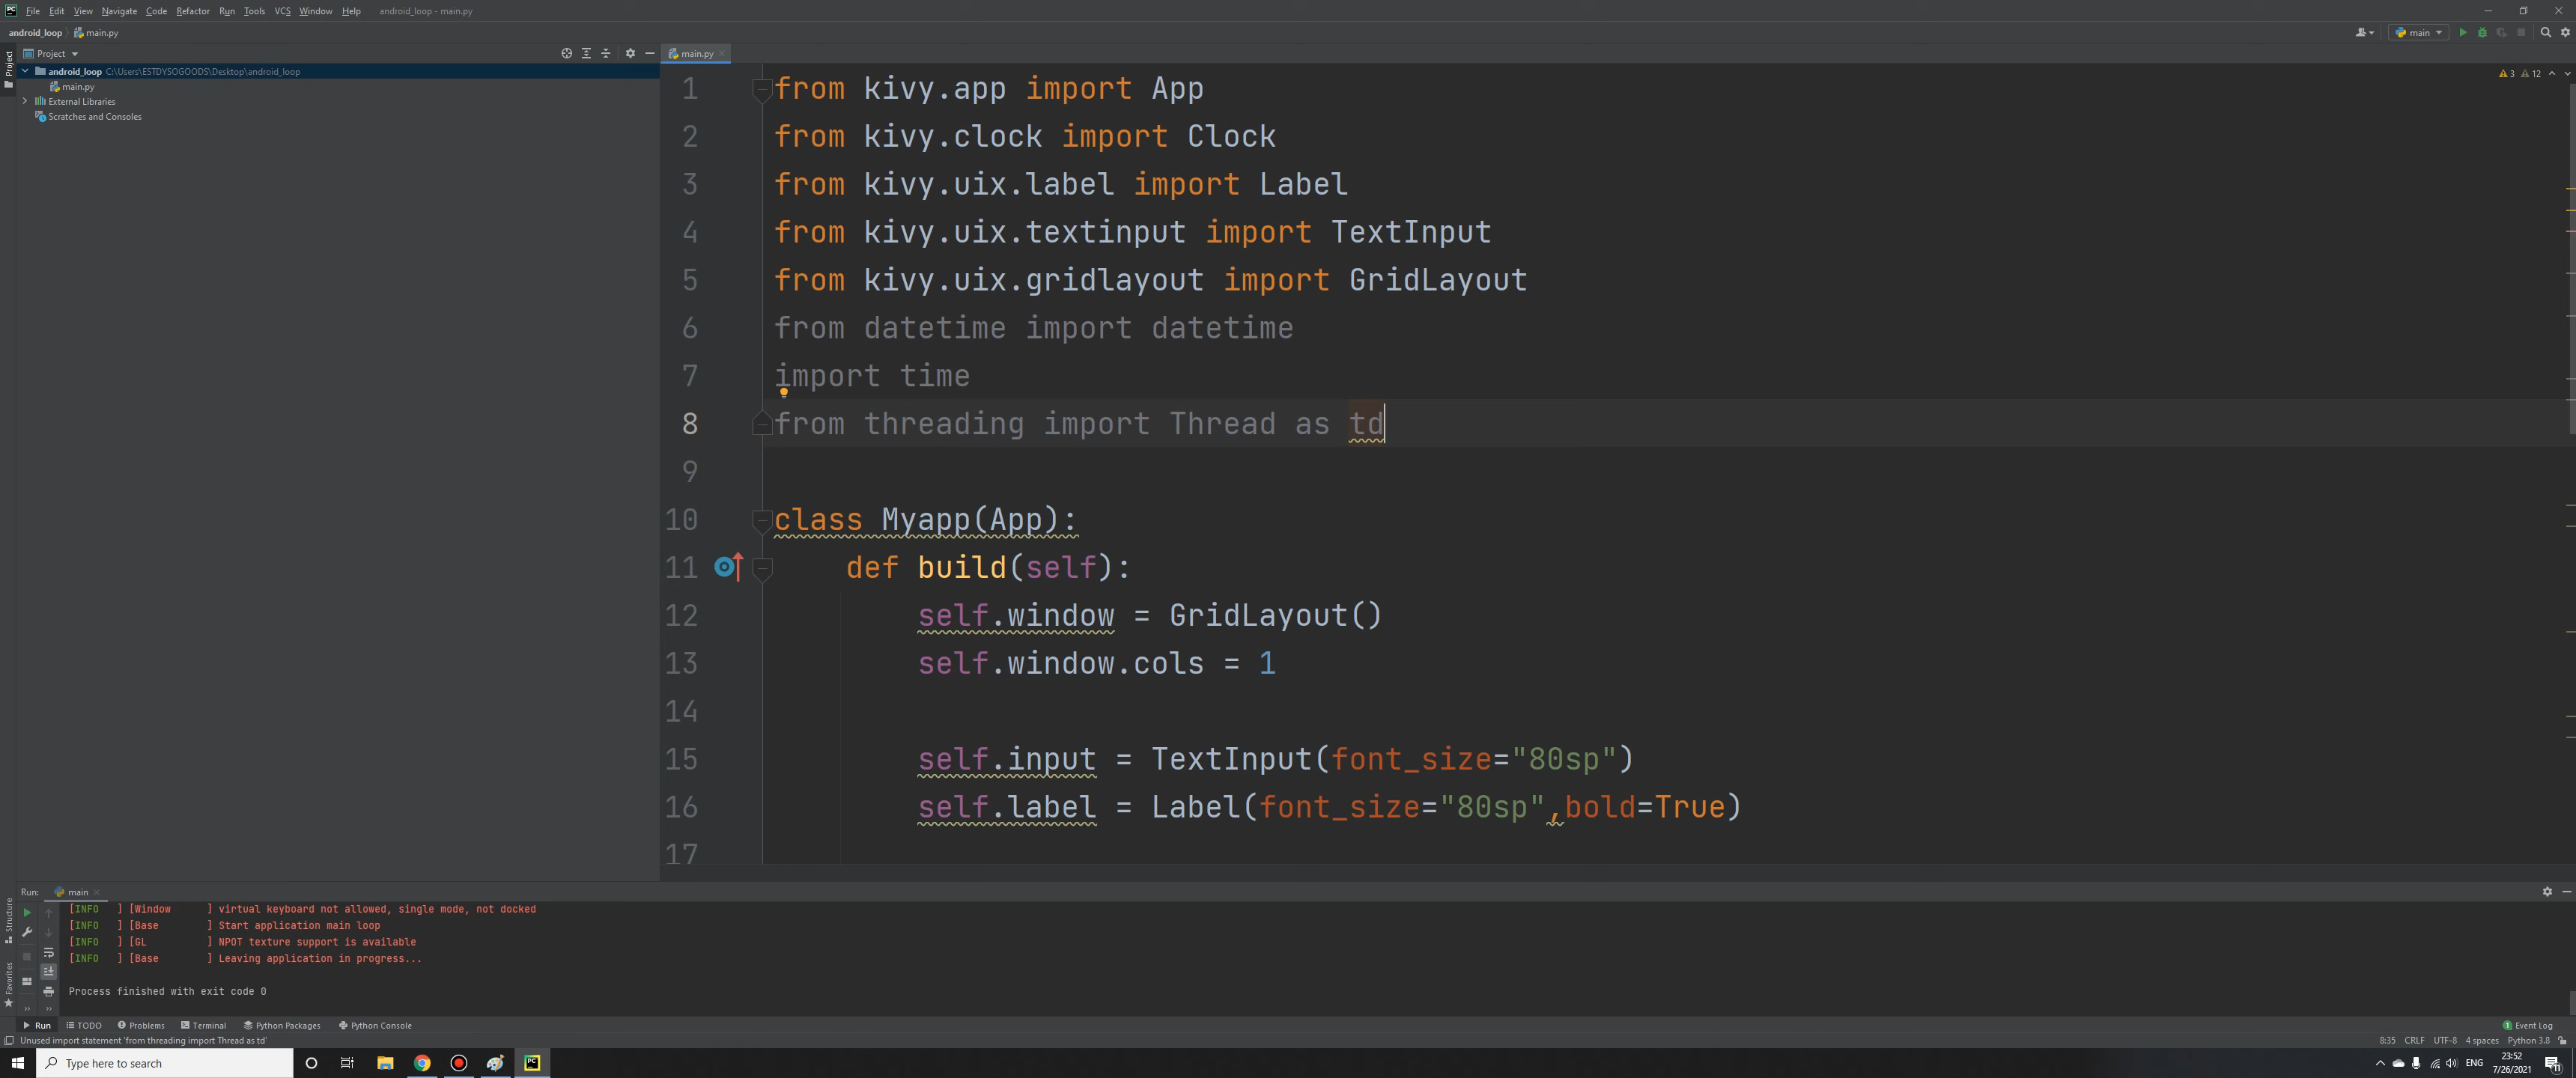 File Edit View Navigate Code Refactor Run Tools VCS Window Help android_loop - main.py
android_loop main.py
main
Project
Project
main.py
android_loop C:\Users\ESTDYSOGOODS\Desktop\android_loop
main.py
External Libraries
Scratches and Consoles
3 12
1 from kivy.app import App
2 from kivy.clock import Clock
3 from kivy.uix.label import Label
4 from kivy.uix.textinput import TextInput
5 from kivy.uix.gridlayout import GridLayout
6 from datetime import datetime
7 import time
8 from threading import Thread as td
9
10 class Myapp(App):
11 def build(self):
12 self.window = GridLayout()
13 self.window.cols = 1
14
15 self.input = TextInput(font_size="80sp")
16 self.label = Label(font_size="80sp",bold=True)
17
Structure
Favorites
Run: main
[INFO ] [Window ] virtual keyboard not allowed, single mode, not docked
[INFO ] [Base ] Start application main loop
[INFO ] [GL ] NPOT texture support is available
[INFO ] [Base ] Leaving application in progress...
Process finished with exit code 0
Run TODO Problems Terminal Python Packages Python Console
1 Event Log
Unused import statement 'from threading import Thread as td'
8:35 CRLF UTF-8 4 spaces Python 3.8
Type here to search
PC
ENG
23:52
7/26/2021